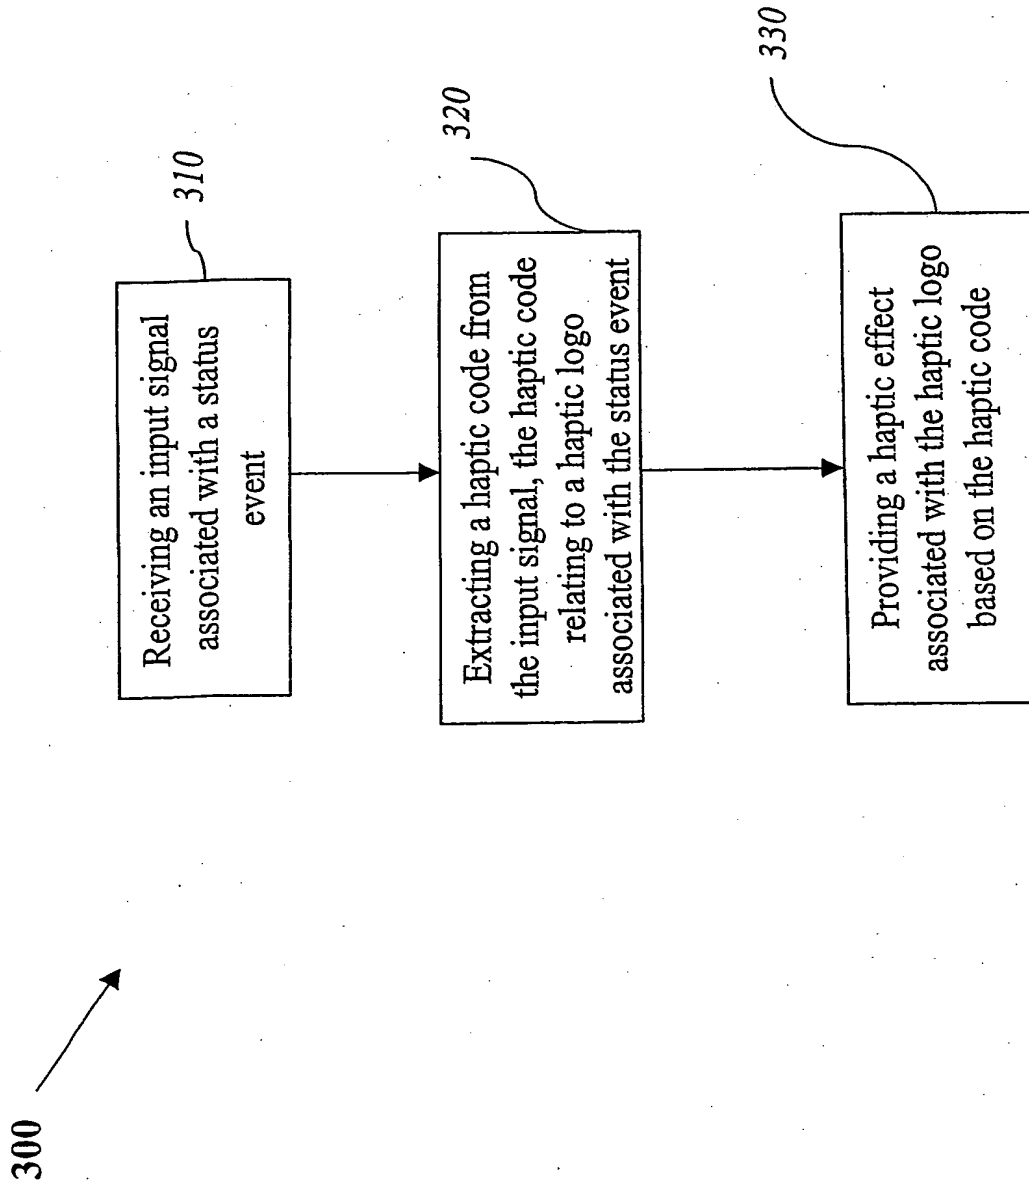 300
Receiving an input signal
associated with a status
event
310
Extracting a haptic code from
the input signal, the haptic code
relating to a haptic logo
associated with the status event
320
Providing a haptic effect
associated with the haptic logo
based on the haptic code
330